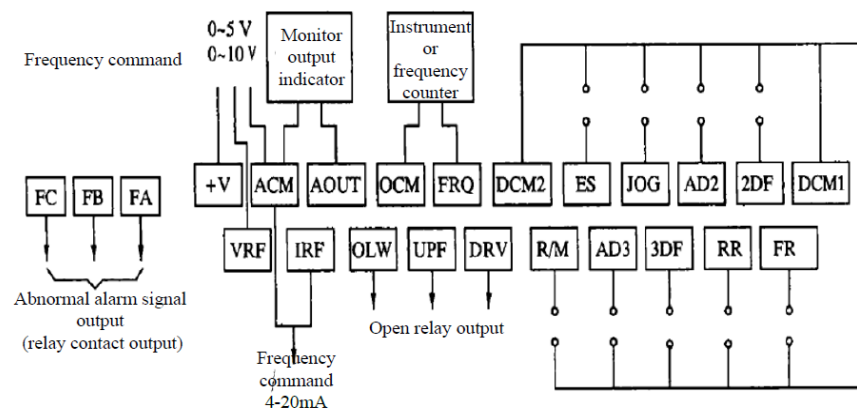 Frequency command
0~5 V
0~10 V
Monitor
output
indicator
Instrument
or
frequency
counter
FC
FB
FA
+V
ACM
AOUT
OCM
FRQ
DCM2
ES
JOG
AD2
2DF
DCM1
VRF
IRF
OLW
UPF
DRV
R/M
AD3
3DF
RR
FR
Abnormal alarm signal
output
(relay contact output)
Open relay output
Frequency
command
4-20mA